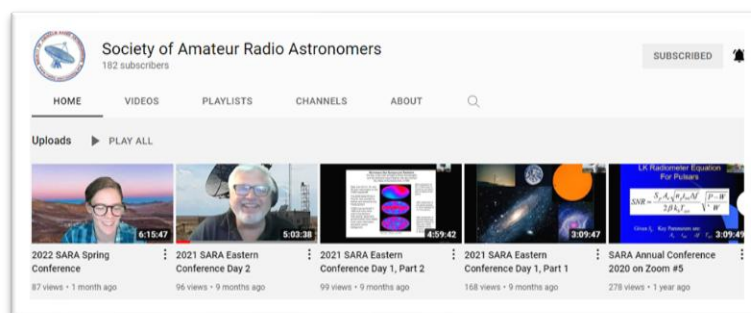 Society of Amateur Radio Astronomers
182 subscribers
SUBSCRIBED
HOME VIDEOS PLAYLISTS CHANNELS ABOUT
Uploads PLAY ALL
LK Radiometer Equation
For Pulsars
6:15:47
5:03:38
4:59:42
3:09:47
3:09:49
2022 SARA Spring
Conference
87 views • 1 month ago
2021 SARA Eastern
Conference Day 2
96 views • 9 months ago
2021 SARA Eastern
Conference Day 1, Part 2
99 views • 9 months ago
2021 SARA Eastern
Conference Day 1, Part 1
168 views • 9 months ago
SARA Annual Conference
2020 on Zoom #5
278 views • 1 year ago